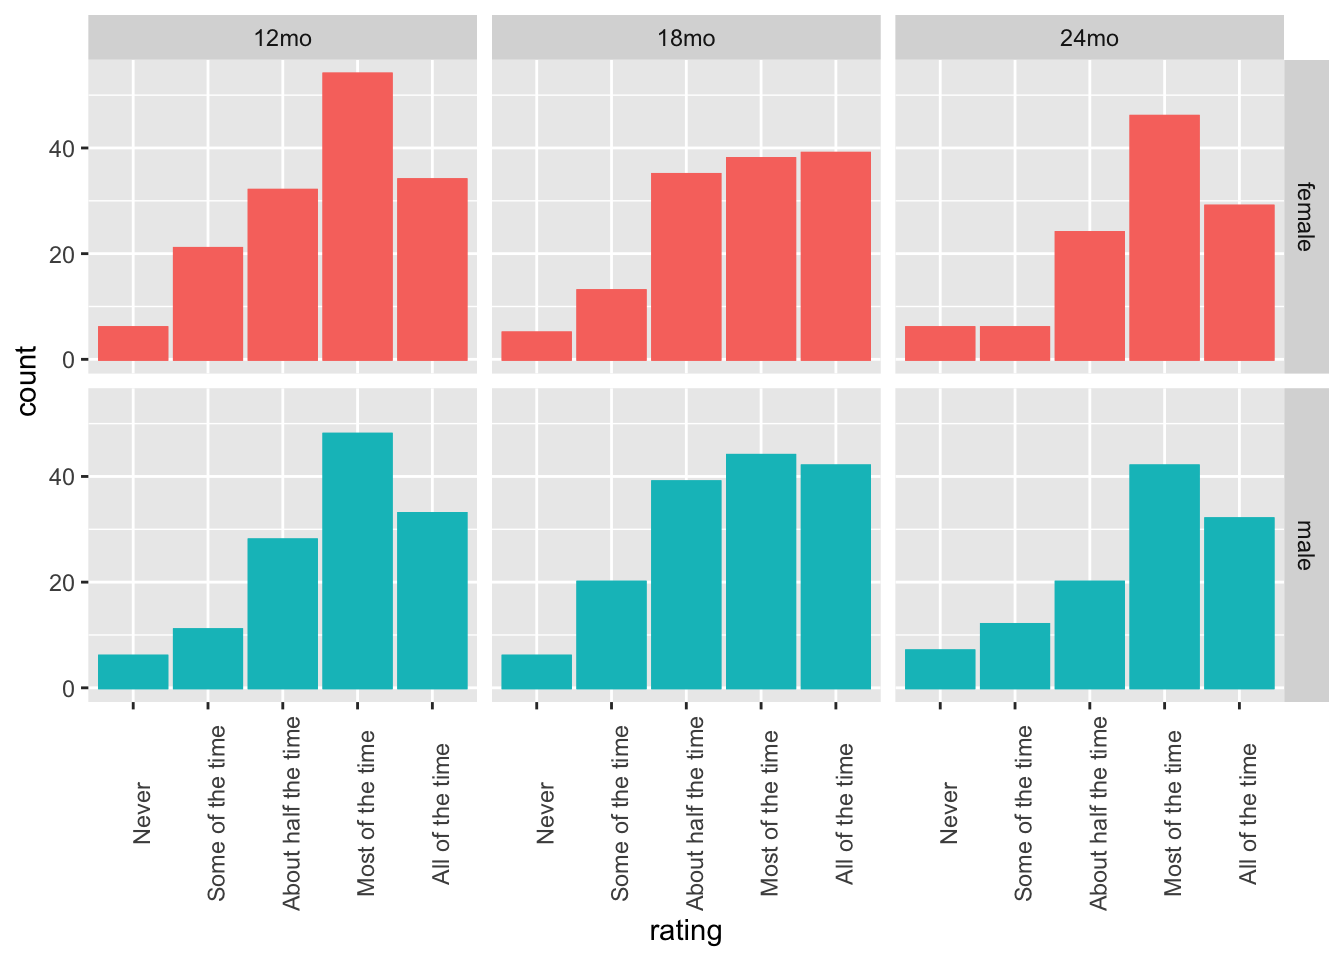 12mo
18mo
24mo
count
40
20
0
female
40
20
0
male
Never
Some of the time
About half the time
Most of the time
All of the time
Never
Some of the time
About half the time
Most of the time
All of the time
Never
Some of the time
About half the time
Most of the time
All of the time
rating